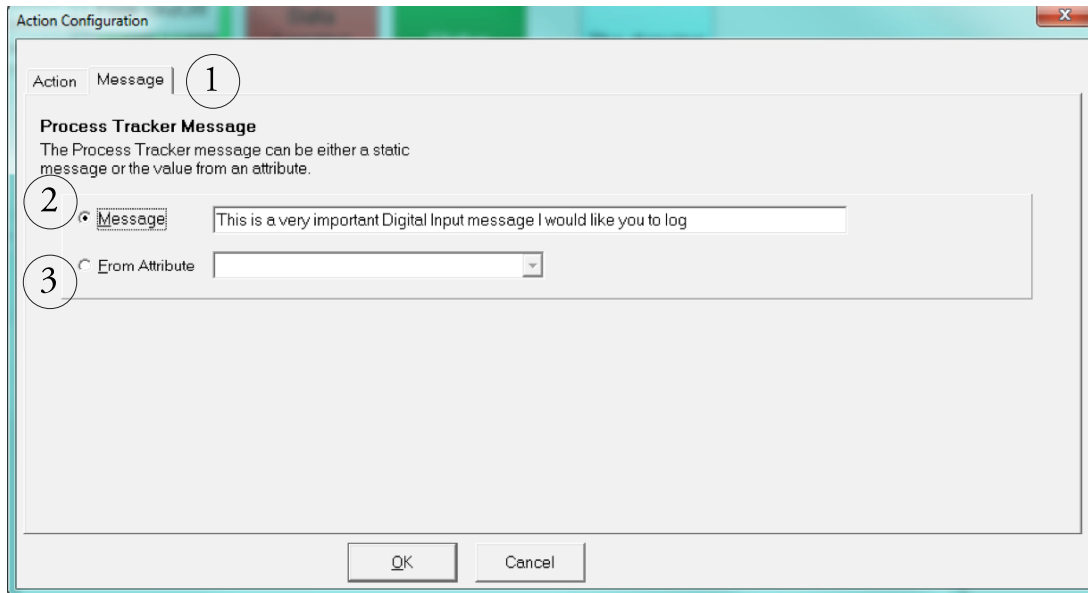 Data
Action Configuration
x
Action Message 1
Process Tracker Message
The Process Tracker message can be either a static
message or the value from an attribute.
2
Message This is a very important Digital Input message I would like you to log
From Attribute
3
OK Cancel